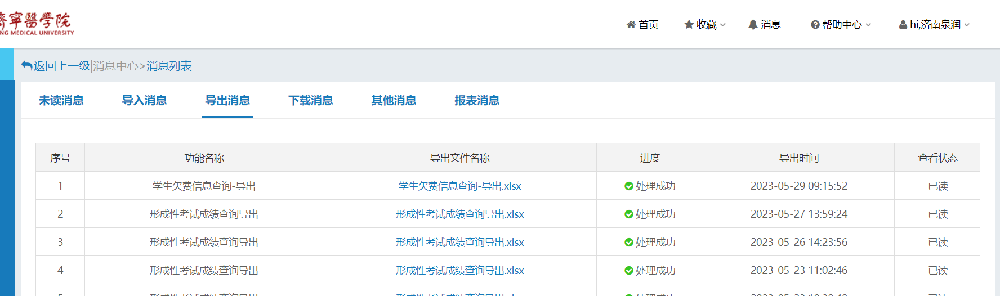 濟寧醫學院
NG MEDICAL UNIVERSITY
首页 收藏 消息 帮助中心 hi,济南泉润
返回上一级|消息中心>消息列表
未读消息 导入消息 导出消息 下载消息 其他消息 报表消息
序号 功能名称 导出文件名称 进度 导出时间 查看状态
1 学生欠费信息查询-导出 学生欠费信息查询-导出.xlsx 处理成功 2023-05-29 09:15:52 已读
2 形成性考试成绩查询导出 形成性考试成绩查询导出.xlsx 处理成功 2023-05-27 13:59:24 已读
3 形成性考试成绩查询导出 形成性考试成绩查询导出.xlsx 处理成功 2023-05-26 14:23:56 已读
4 形成性考试成绩查询导出 形成性考试成绩查询导出.xlsx 处理成功 2023-05-23 11:02:46 已读